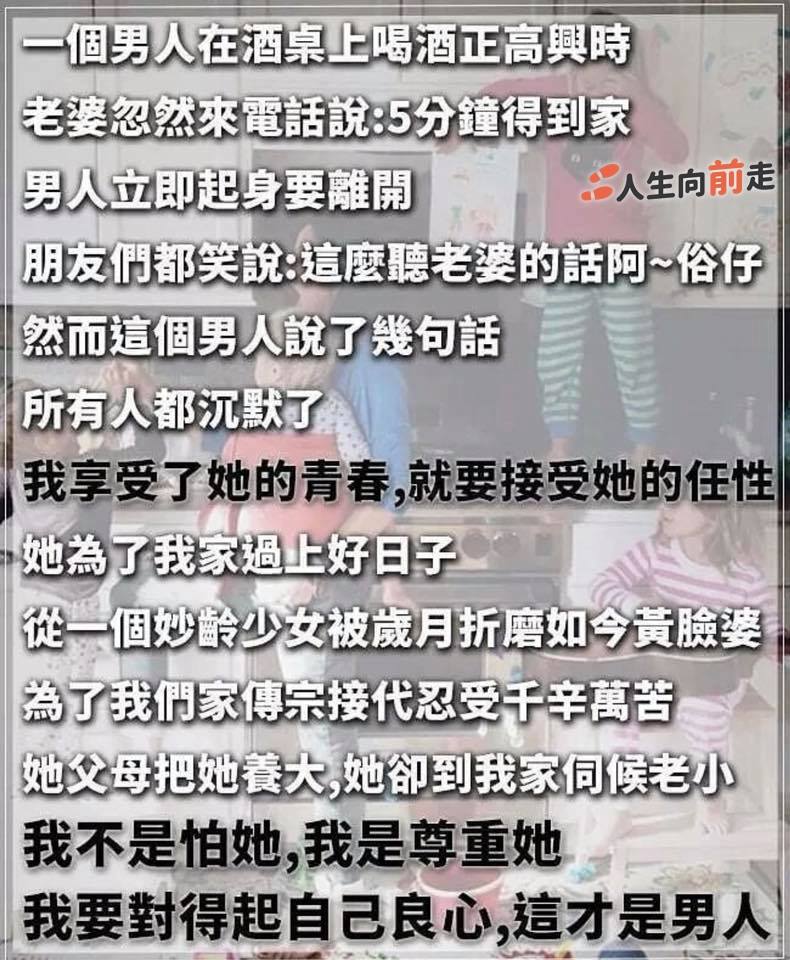 一個男人在酒桌上喝酒正高興時
老婆忽然來電話說:5分鐘得到家
男人立即起身要離開
人生向前走
朋友們都笑說:這麼聽老婆的話阿~俗仔
然而這個男人說了幾句話
所有人都沉默了
我享受了她的青春,就要接受她的任性
她為了我家過上好日子
從一個妙齡少女被歲月折磨如今黃臉婆
為了我們家傳宗接代忍受千辛萬苦
她父母把她養大,她卻到我家伺候老小
我不是怕她,我是尊重她
我要對得起自己良心,這才是男人